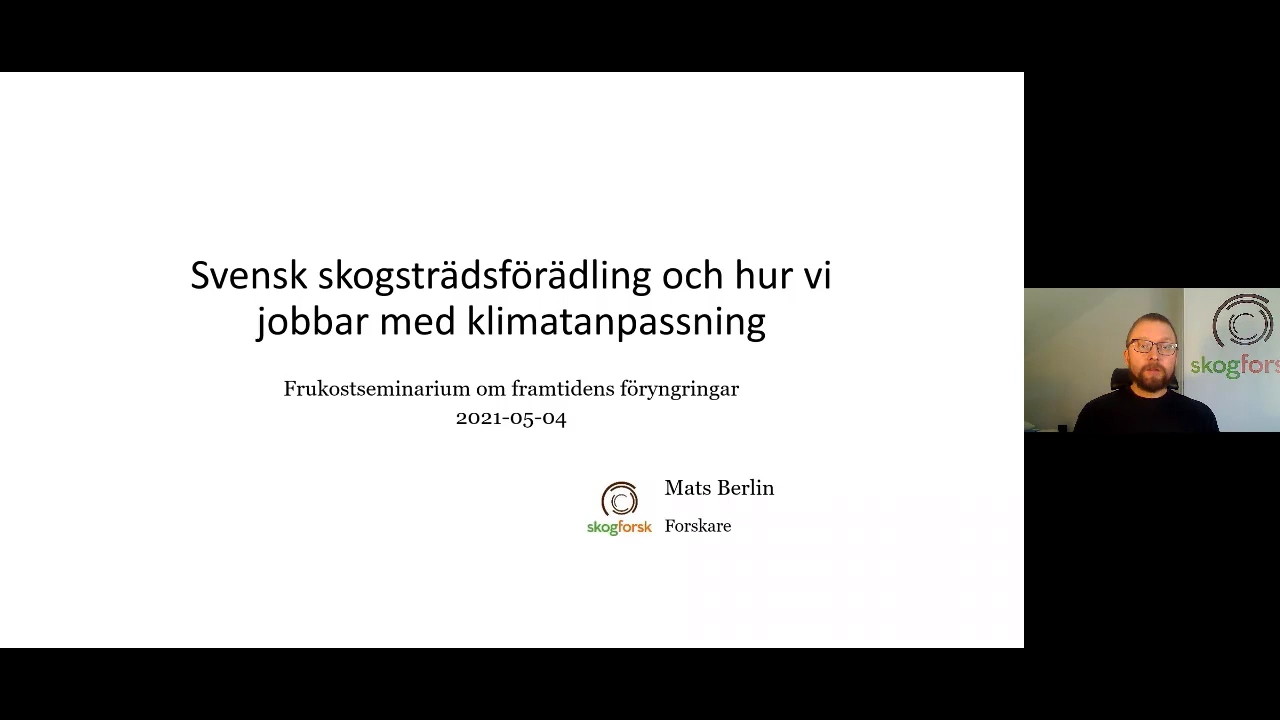 Svensk skogsträdsförädling och hur vi
jobbar med klimatanpassning
Frukostseminarium om framtidens föryngringar
2021-05-04
Mats Berlin
skogforsk
Forskare
skogfors